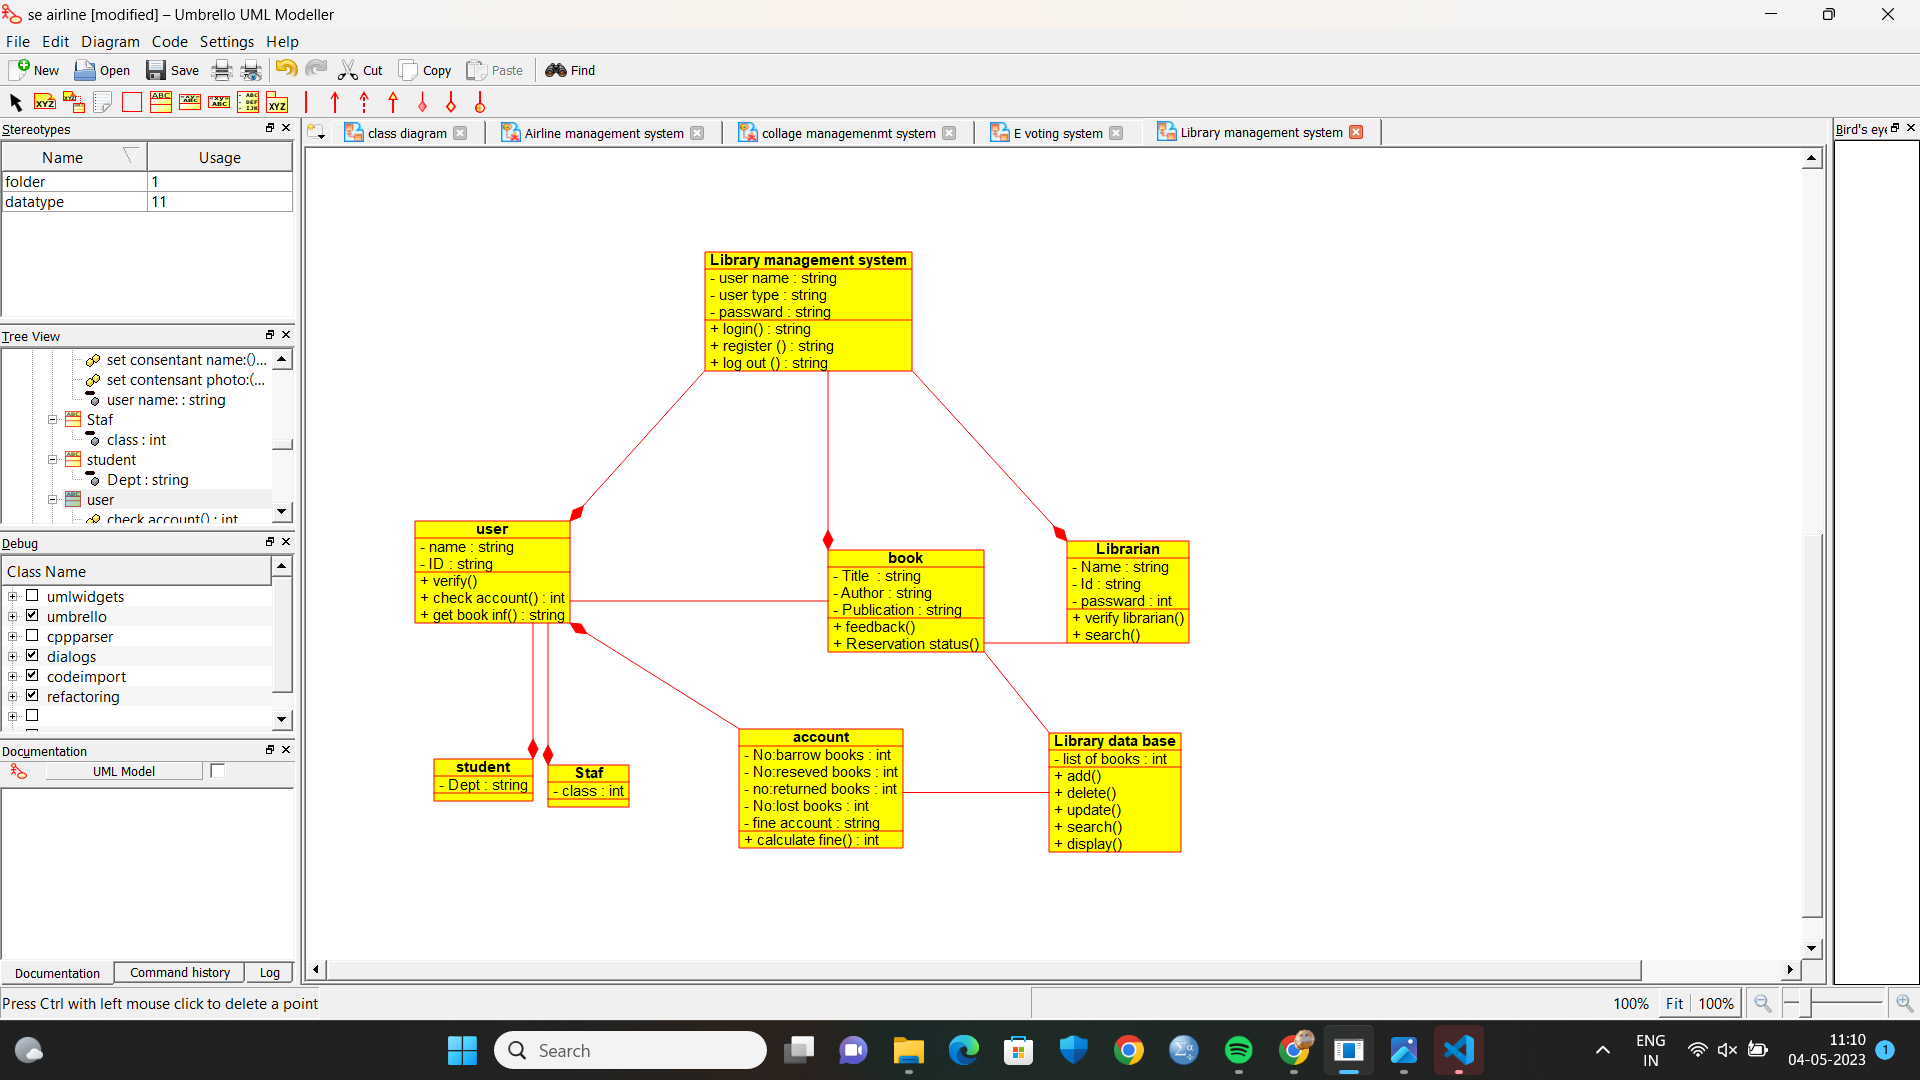 se airline [modified] – Umbrello UML Modeller
File Edit Diagram Code Settings Help
New Open Save Cut Copy Paste Find
Stereotypes
Name Usage
folder 1
datatype 11
Tree View
set consentant name:()...
set contensant photo:(...
user name: : string
Staf
class : int
student
Dept : string
user
check account() : int
Debug
Class Name
umlwidgets
umbrello
cppparser
dialogs
codeimport
refactoring
Documentation
UML Model
Documentation Command history Log
Press Ctrl with left mouse click to delete a point
class diagram Airline management system collage managemenmt system E voting system Library management system
Bird's eye
Library management system
- user name : string
- user type : string
- passward : string
+ login() : string
+ register () : string
+ log out () : string
user
- name : string
- ID : string
+ verify()
+ check account() : int
+ get book inf() : string
book
- Title : string
- Author : string
- Publication : string
+ feedback()
+ Reservation status()
Librarian
- Name : string
- Id : string
- passward : int
+ verify librarian()
+ search()
student
- Dept : string
Staf
- class : int
account
- No:barrow books : int
- No:reseved books : int
- no:returned books : int
- No:lost books : int
- fine account : string
+ calculate fine() : int
Library data base
- list of books : int
+ add()
+ delete()
+ update()
+ search()
+ display()
100% Fit 100%
Search
ENG
IN
11:10
04-05-2023
1